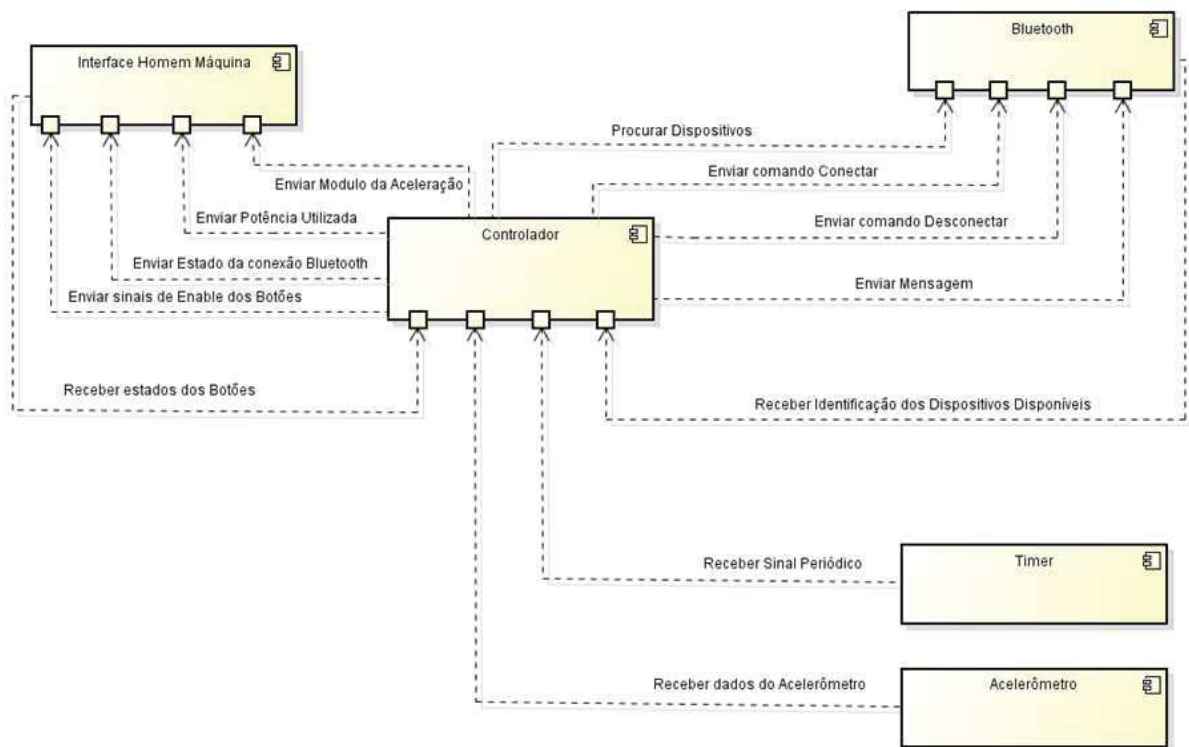 Bluetooth
Interface Homem Máquina
Procurar Dispositivos
Enviar comando Conectar
Enviar Modulo da Aceleração
Enviar Potência Utilizada
Enviar comando Desconectar
Controlador
Enviar Estado da conexão Bluetooth
Enviar Mensagem
Enviar sinais de Enable dos Botões
Receber estados dos Botões
Receber Identificação dos Dispositivos Disponíveis
Receber Sinal Periódico
Timer
Receber dados do Acelerômetro
Acelerômetro